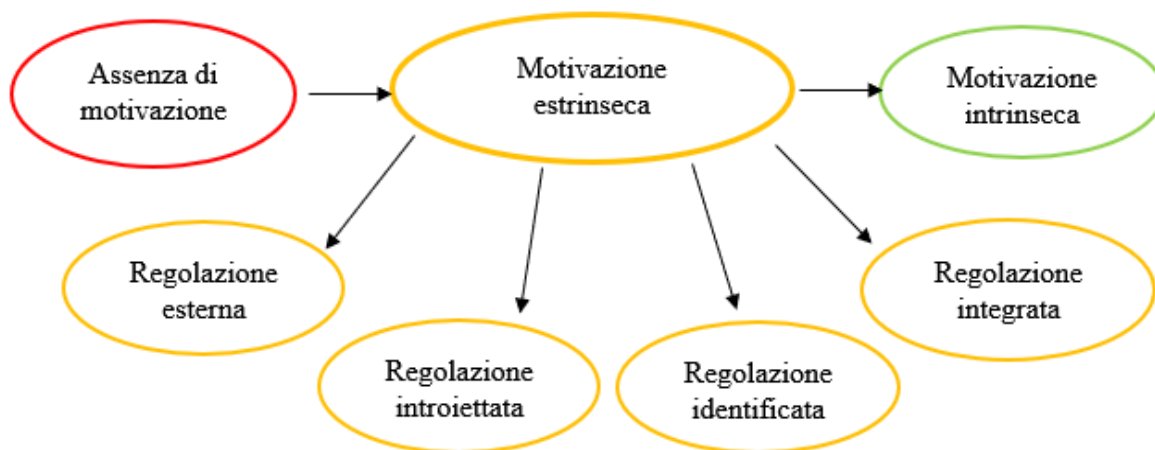 Assenza di
motivazione
Motivazione
estrinseca
Motivazione
intrinseca
Regolazione
esterna
Regolazione
introiettata
Regolazione
identificata
Regolazione
integrata